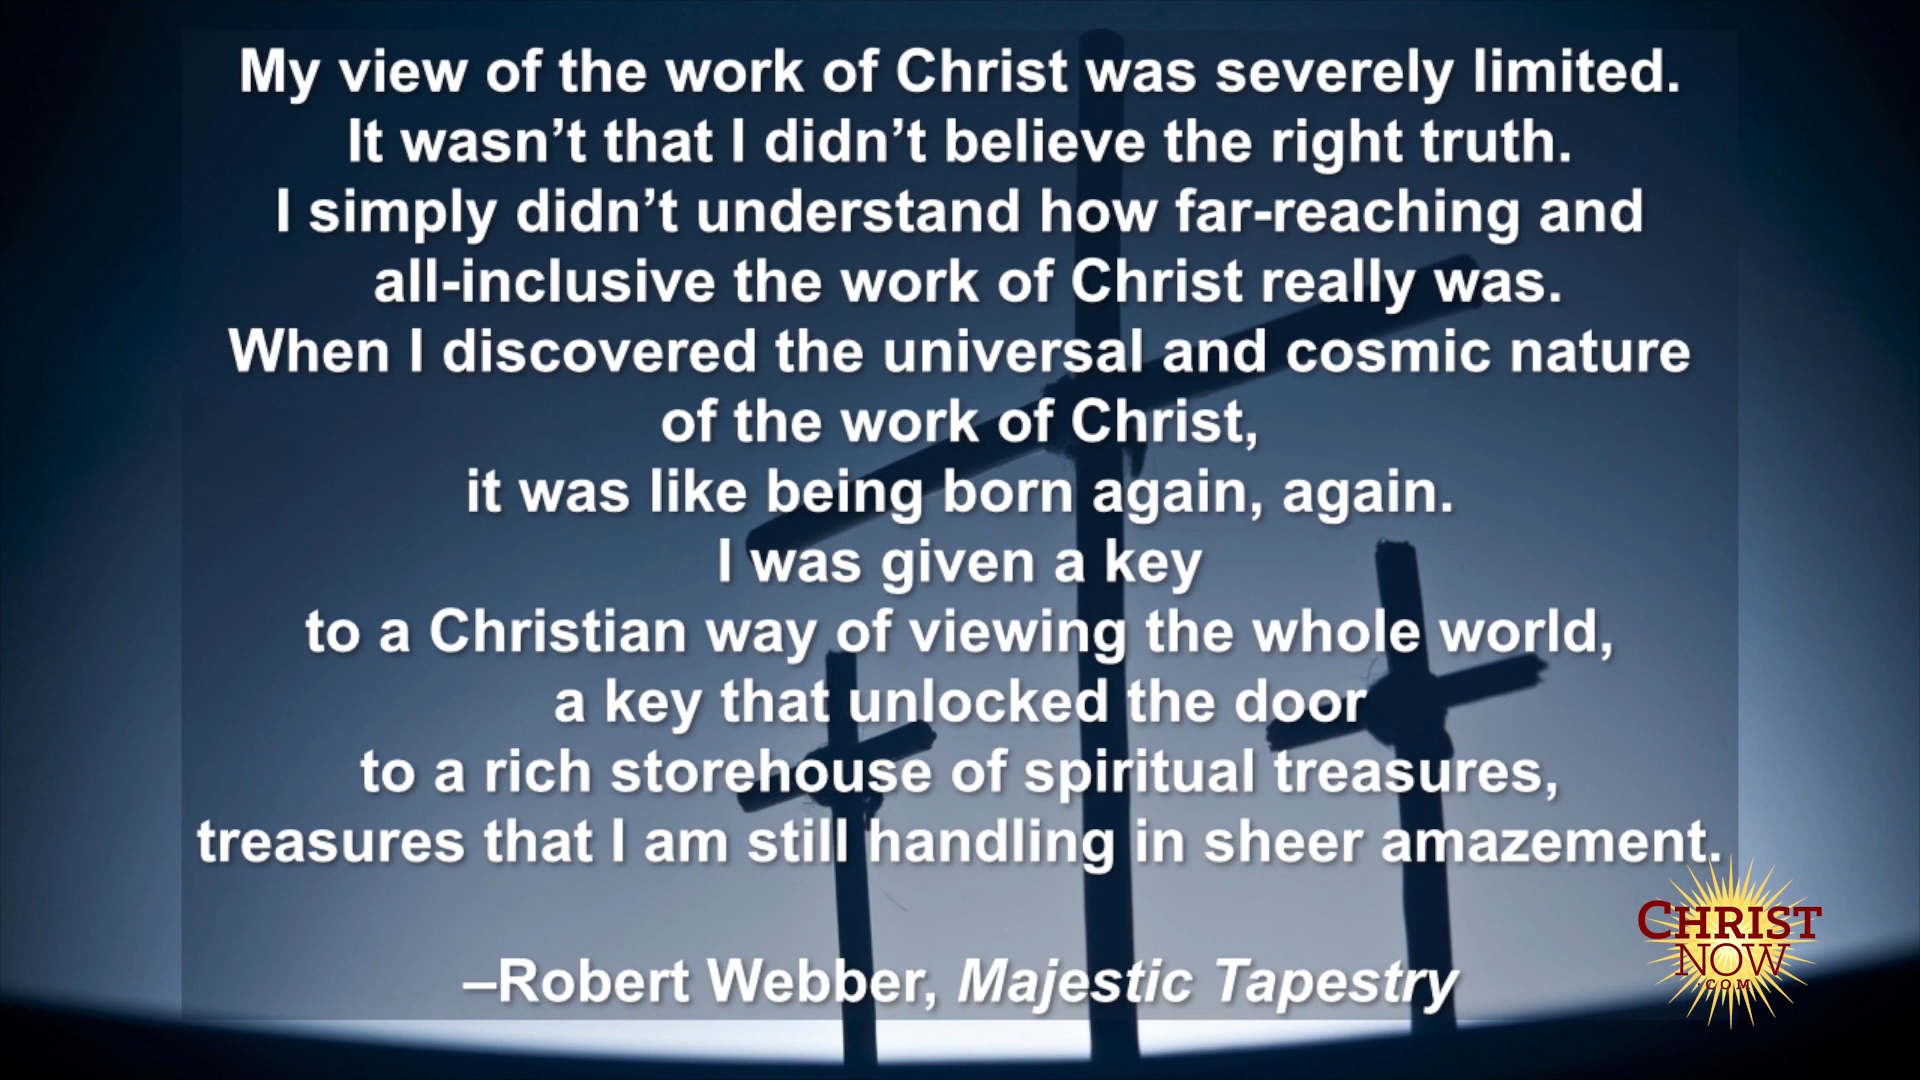 My view of the work of Christ was severely limited.
It wasn’t that I didn’t believe the right truth.
I simply didn’t understand how far-reaching and
all-inclusive the work of Christ really was.
When I discovered the universal and cosmic nature
of the work of Christ,
it was like being born again, again.
I was given a key
to a Christian way of viewing the whole world,
a key that unlocked the door
to a rich storehouse of spiritual treasures,
treasures that I am still handling in sheer amazement.
–Robert Webber, Majestic Tapestry
CHRIST
NOW
.COM